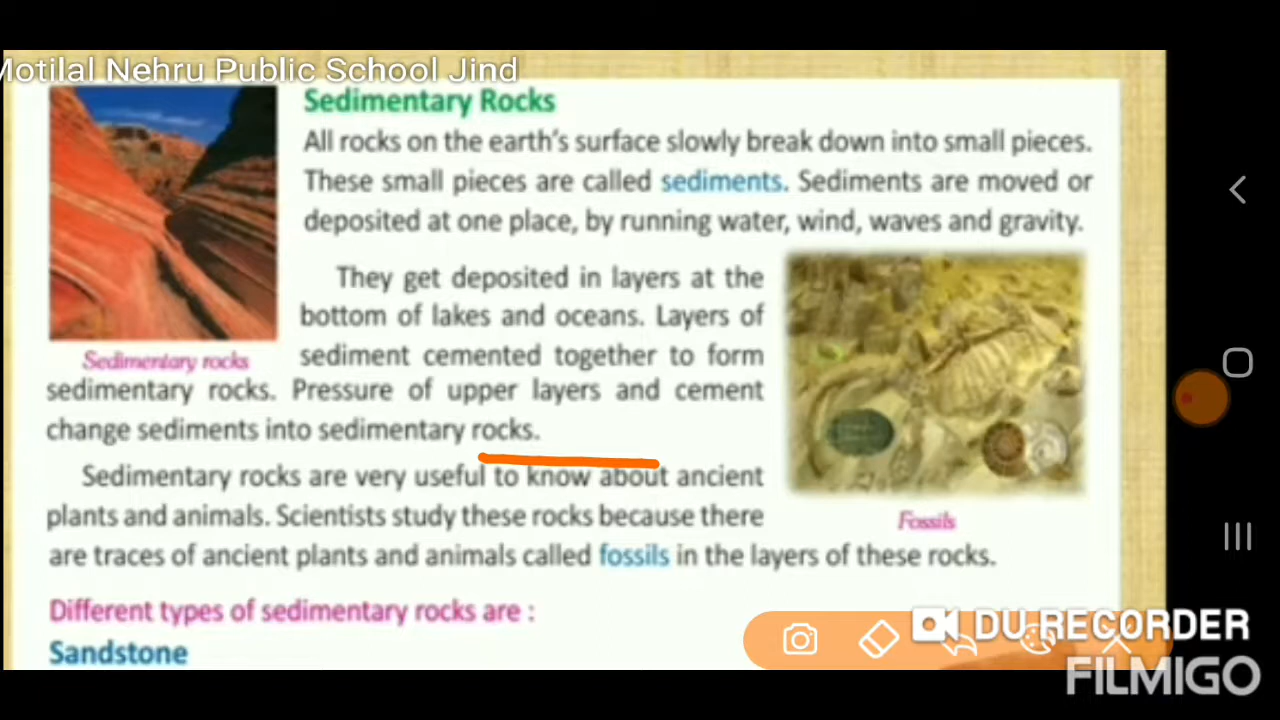 Motilal Nehru Public School Jind
Sedimentary Rocks
All rocks on the earth's surface slowly break down into small pieces.
These small pieces are called sediments. Sediments are moved or
deposited at one place, by running water, wind, waves and gravity.
They get deposited in layers at the
bottom of lakes and oceans. Layers of
sediment cemented together to form
Sedimentary rocks
sedimentary rocks. Pressure of upper layers and cement
change sediments into sedimentary rocks.
Sedimentary rocks are very useful to know about ancient
plants and animals. Scientists study these rocks because there
Fossils
are traces of ancient plants and animals called fossils in the layers of these rocks.
Different types of sedimentary rocks are :
Sandstone
DU RECORDER
FILMIGO